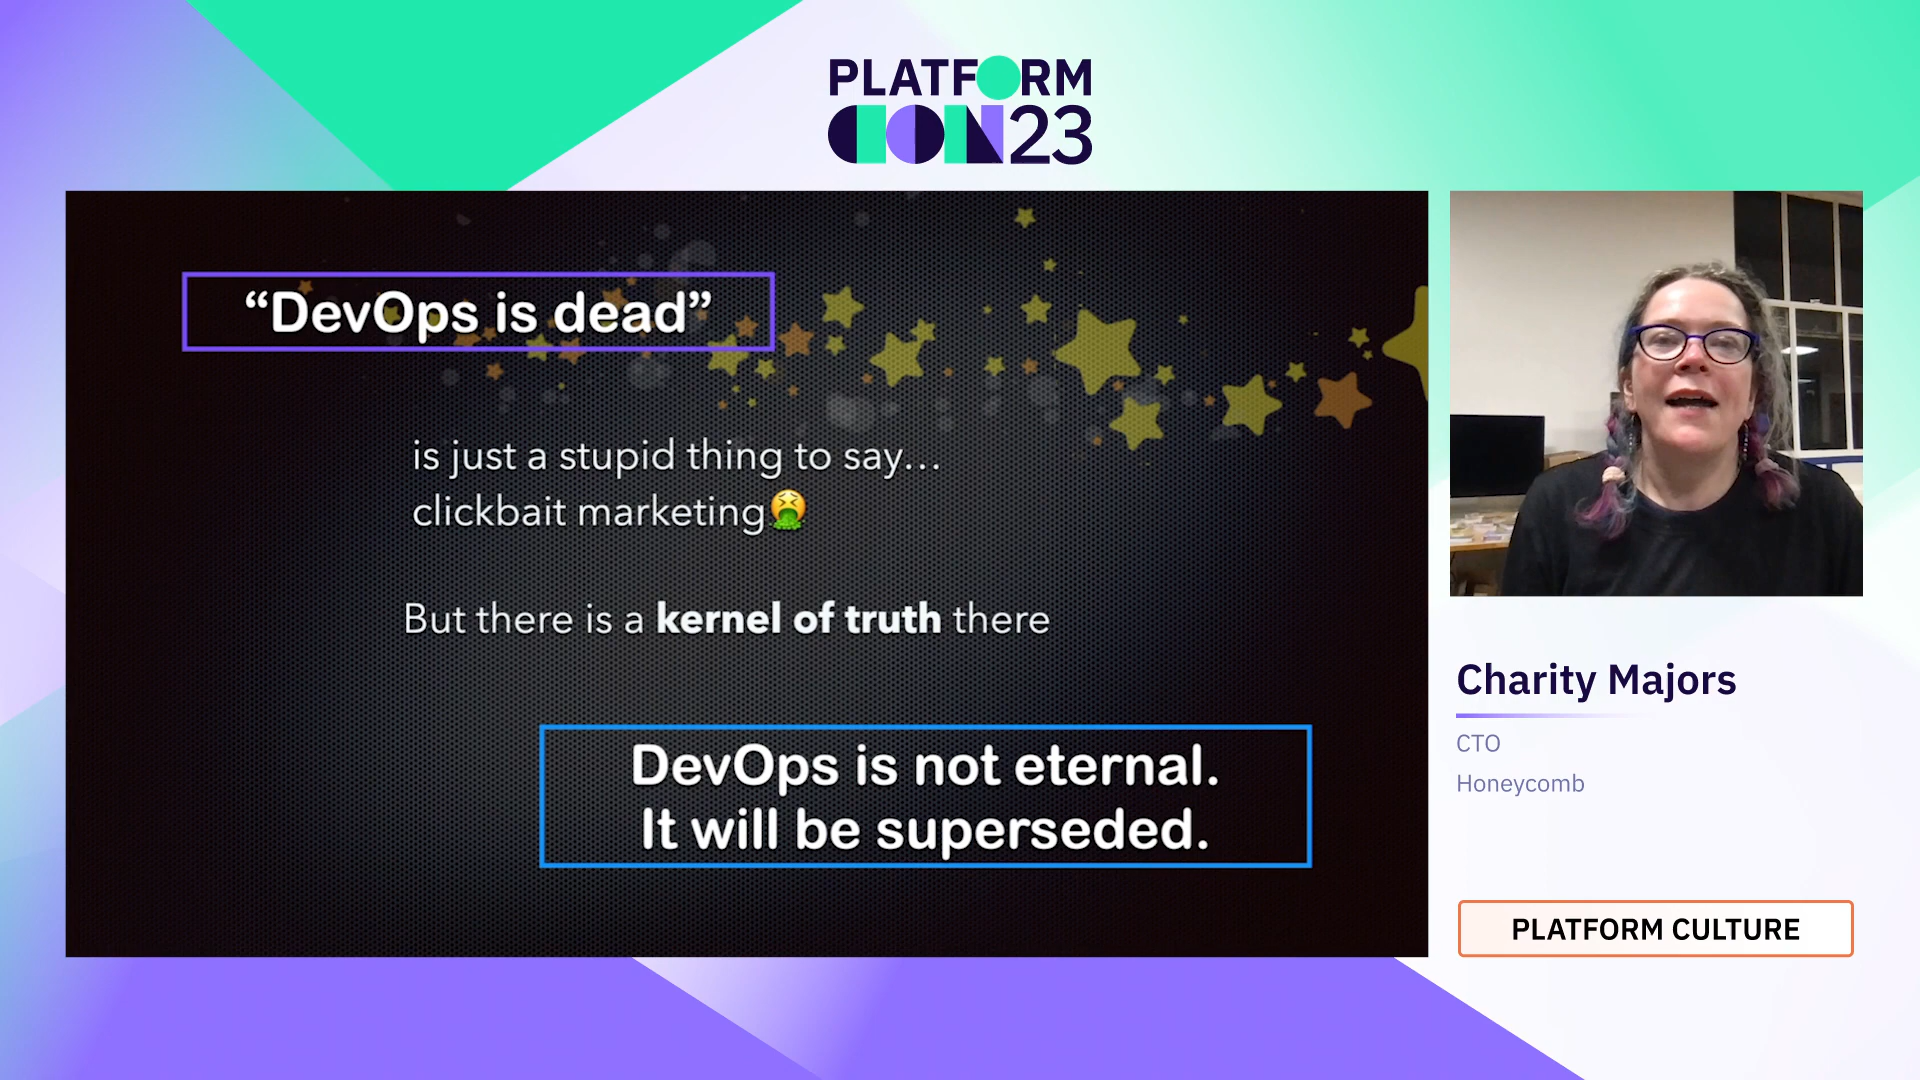 PLATFORM
CON23
“DevOps is dead”
is just a stupid thing to say...
clickbait marketing🤮
But there is a kernel of truth there
DevOps is not eternal.
It will be superseded.
Charity Majors
CTO
Honeycomb
PLATFORM CULTURE